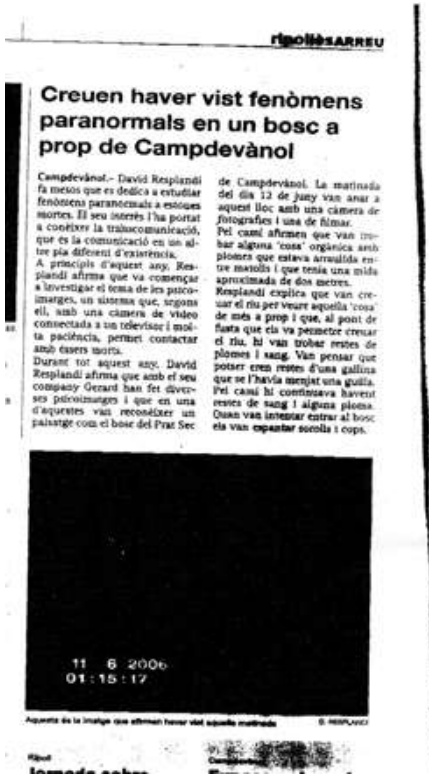 ripollèsARREU
Creuen haver vist fenòmens
paranormals en un bosc a
prop de Campdevànol
Campdevànol.- David Resplandí
fa mesos que es dedica a estudiar
fenòmens paranormals a estones
mortes. El seu interès l'ha portat
a conèixer la transcomunicació,
que és la comunicació en un al-
tre pla diferent d'existència.
A principis d'aquest any, Res-
plandí afirma que va començar
a investigar el tema de les psico-
imatges, un sistema que, segons
ell, amb una càmera de vídeo
connectada a un televisor i mol-
ta paciència, permet contactar
amb éssers morts.
Durant tot aquest any, David
Resplandí afirma que amb el seu
company Gerard han fet diver-
ses psicoimatges i que en una
d'aquestes van reconèixer un
paisatge com el bosc del Prat Sec
de Campdevànol. La matinada
del dia 12 de juny van anar a
aquest lloc amb una càmera de
fotografies i una de filmar.
Pel camí afirmen que van tro-
bar alguna 'cosa' orgànica amb
plomes que estava arraulida en-
tre matolls i que tenia una mida
aproximada de dos metres.
Resplandí explica que van cre-
uar el riu per veure aquella 'cosa'
de més a prop i que, al pont de
fusta que els va permetre creuar
el riu, hi van trobar restes de
plomes i sang. Van pensar que
potser eren restes d'una gallina
que se l'havia menjat una guilla.
Pel camí hi continuava havent
restes de sang i alguna ploma.
Quan van intentar entrar al bosc
els van espantar sorolls i cops.
11 6 2006
01:15:17
Aquesta és la imatge que afirmen haver vist aquella matinada
D. RESPLANDÍ
Ripoll
Jornada sobre